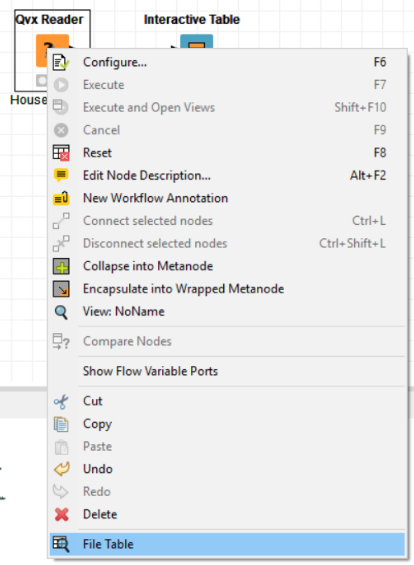 Qvx Reader
Interactive Table
House
Configure...
F6
Execute
F7
Execute and Open Views
Shift+F10
Cancel
F9
Reset
F8
Edit Node Description...
Alt+F2
New Workflow Annotation
Connect selected nodes
Ctrl+L
Disconnect selected nodes
Ctrl+Shift+L
Collapse into Metanode
Encapsulate into Wrapped Metanode
View: NoName
Compare Nodes
Show Flow Variable Ports
Cut
Copy
Paste
Undo
Redo
Delete
File Table